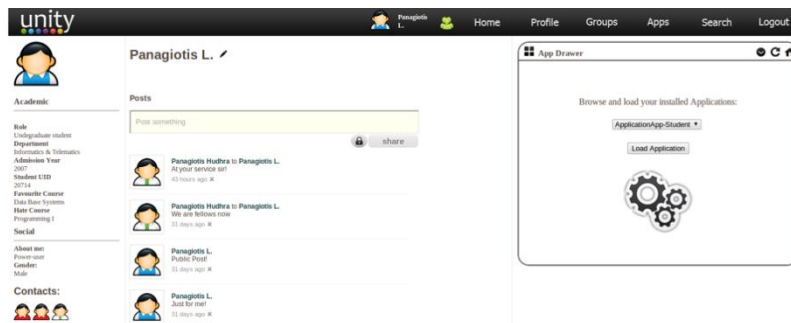 unity
Panagiotis
L.
Home
Profile
Groups
Apps
Search
Logout
Academic
Role
Undergraduate student
Department
Informatics & Telematics
Admission Year
2007
Student UID
20714
Favourite Course
Data Base Systems
Hate Course
Programming I
Social
About me:
Power-user
Gender:
Male
Contacts:
Panagiotis L.
Posts
Post something
share
Panagiotis Hudhra to Panagiotis L.
At your service sir!
43 hours ago ✕
Panagiotis Hudhra to Panagiotis L.
We are fellows now
31 days ago ✕
Panagiotis L.
Public Post!
31 days ago ✕
Panagiotis L.
Just for me!
31 days ago ✕
App Drawer
Browse and load your installed Applications:
ApplicationApp-Student
Load Application